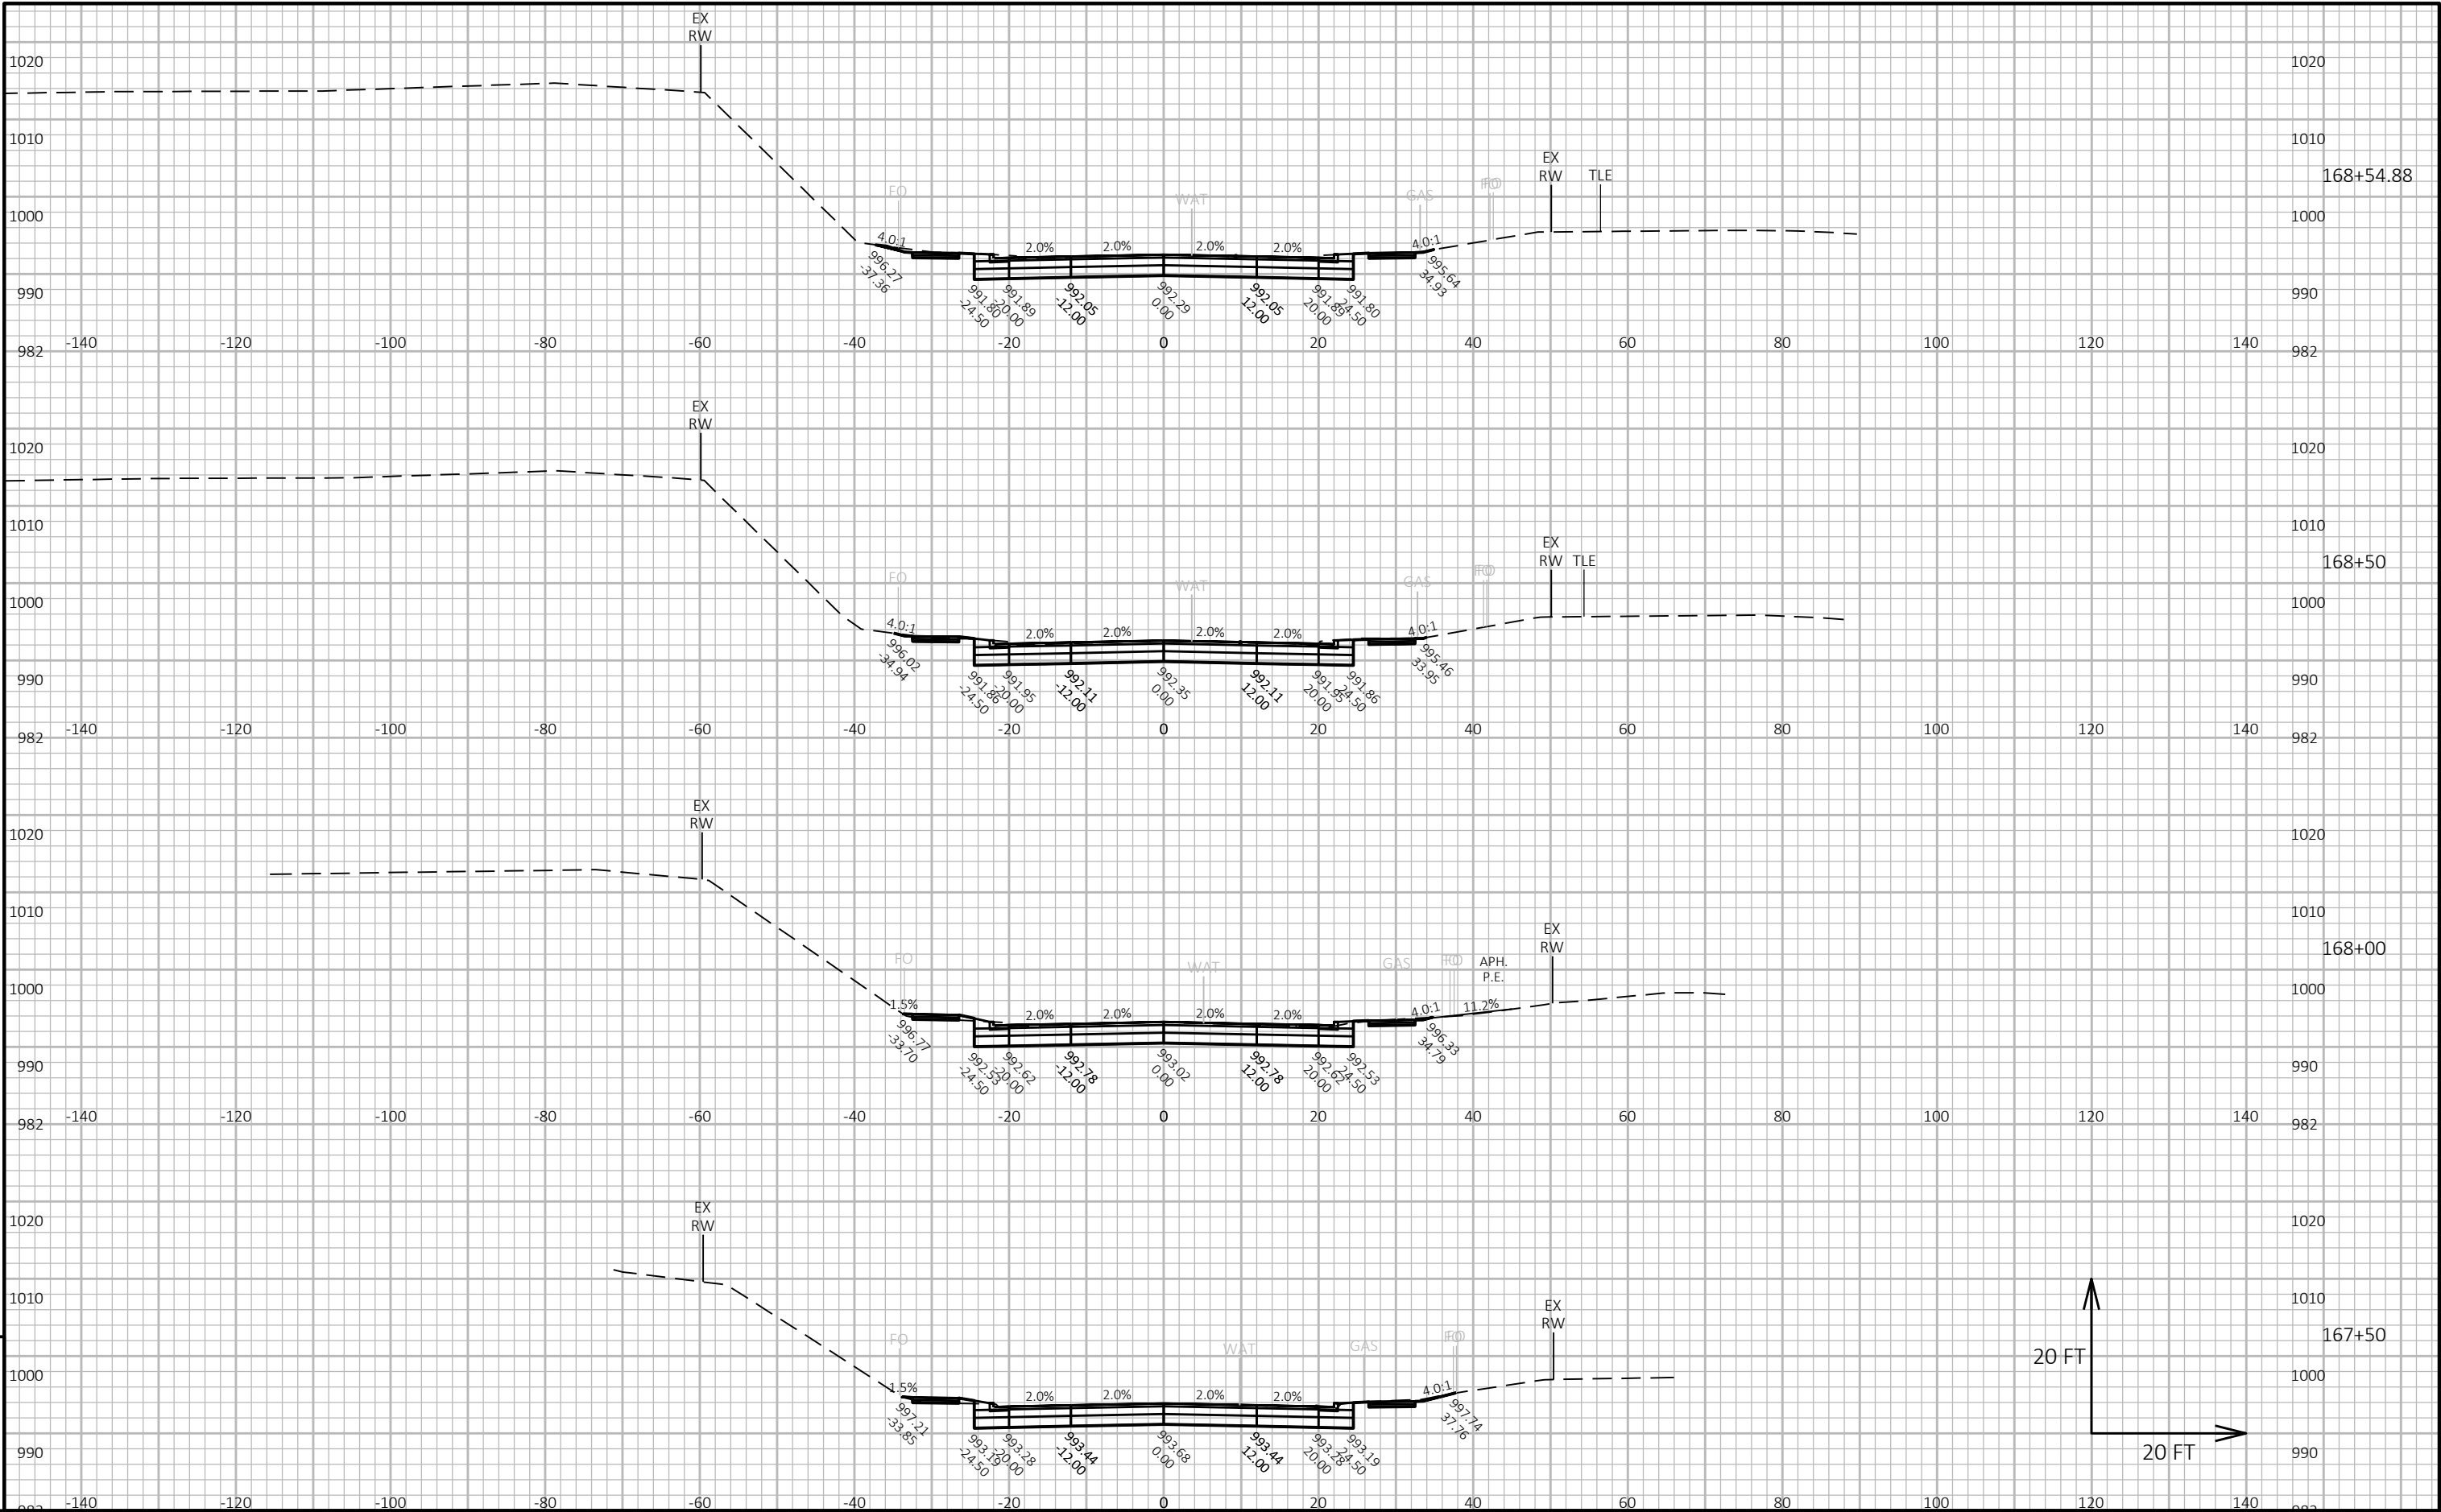 EX
RW
1020 1020
1010 1010
EX
RW TLE 168+54.88
FO WAT GAS FO
1000 1000
4.0:1 2.0% 2.0% 2.0% 2.0% 4.0:1
996.27 995.64
-37.36 34.93
991.80 991.89 992.05 992.29 992.05 991.89 991.80
-24.50 -20.00 -12.00 0.00 12.00 20.00 24.50
990 990
-140 -120 -100 -80 -60 -40 -20 0 20 40 60 80 100 120 140
982 982
EX
RW
1020 1020
1010 1010
EX
RW TLE 168+50
FO WAT GAS FO
1000 1000
4.0:1 2.0% 2.0% 2.0% 2.0% 4.0:1
996.02 995.46
-34.94 33.95
991.86 991.95 992.11 992.35 992.11 991.95 991.86
-24.50 -20.00 -12.00 0.00 12.00 20.00 24.50
990 990
-140 -120 -100 -80 -60 -40 -20 0 20 40 60 80 100 120 140
982 982
EX
RW
1020 1020
1010 1010
EX
RW 168+00
FO WAT GAS FO APH.
P.E.
1000 1000
1.5% 2.0% 2.0% 2.0% 2.0% 4.0:1 11.2%
996.77 996.33
-33.70 34.79
992.53 992.62 992.78 993.02 992.78 992.62 992.53
-24.50 -20.00 -12.00 0.00 12.00 20.00 24.50
990 990
-140 -120 -100 -80 -60 -40 -20 0 20 40 60 80 100 120 140
982 982
EX
RW
1020 1020
1010 1010
EX
RW 167+50
FO WAT GAS FO
20 FT
1000 1000
1.5% 2.0% 2.0% 2.0% 2.0% 4.0:1
997.21 997.74
-33.85 37.76
993.19 993.28 993.44 993.68 993.44 993.28 993.19
-24.50 -20.00 -12.00 0.00 12.00 20.00 24.50
990 20 FT 990
-140 -120 -100 -80 -60 -40 -20 0 20 40 60 80 100 120 140